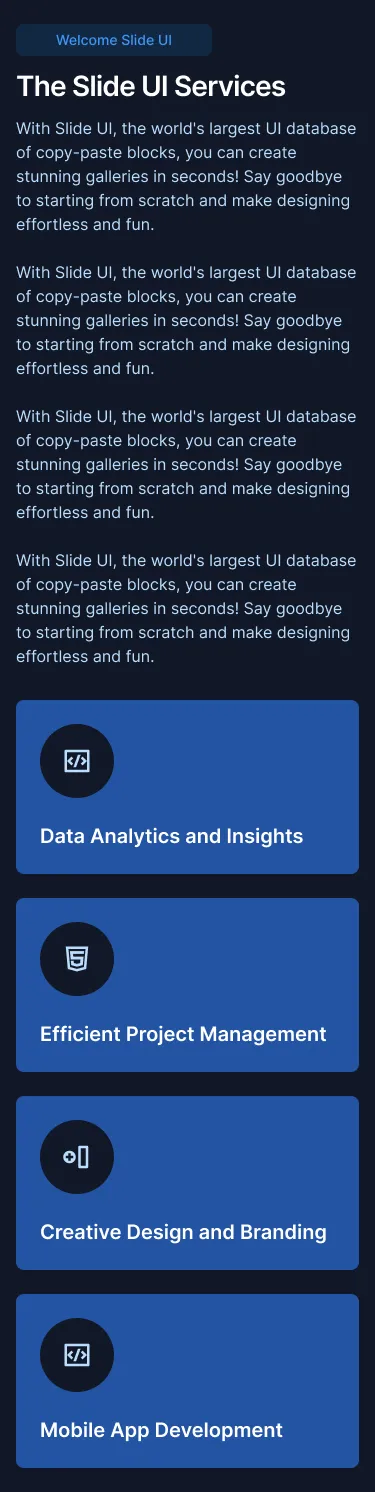 Welcome Slide UI
The Slide UI Services
With Slide UI, the world's largest UI database
of copy-paste blocks, you can create
stunning galleries in seconds! Say goodbye
to starting from scratch and make designing
effortless and fun.
With Slide UI, the world's largest UI database
of copy-paste blocks, you can create
stunning galleries in seconds! Say goodbye
to starting from scratch and make designing
effortless and fun.
With Slide UI, the world's largest UI database
of copy-paste blocks, you can create
stunning galleries in seconds! Say goodbye
to starting from scratch and make designing
effortless and fun.
With Slide UI, the world's largest UI database
of copy-paste blocks, you can create
stunning galleries in seconds! Say goodbye
to starting from scratch and make designing
effortless and fun.
Data Analytics and Insights
Efficient Project Management
Creative Design and Branding
Mobile App Development